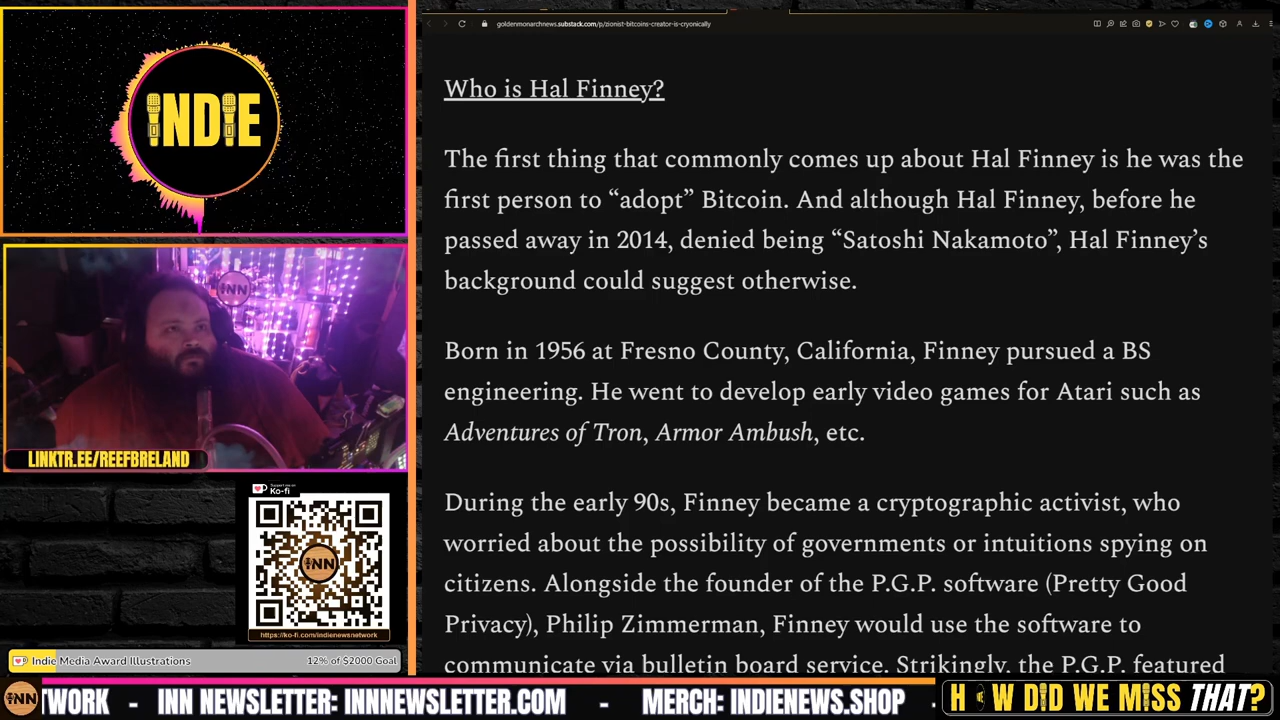 INDIE
INN
LINKTR.EE/REEFBRELAND
Support me on
Ko-fi
INN
https://ko-fi.com/indienewsnetwork
Indie Media Award Illustrations
12% of $2000 Goal
goldenmonarchnews.substack.com/p/zionist-bitcoins-creator-is-cryonically
Who is Hal Finney?
The first thing that commonly comes up about Hal Finney is he was the
first person to “adopt” Bitcoin. And although Hal Finney, before he
passed away in 2014, denied being “Satoshi Nakamoto”, Hal Finney’s
background could suggest otherwise.
Born in 1956 at Fresno County, California, Finney pursued a BS
engineering. He went to develop early video games for Atari such as
Adventures of Tron, Armor Ambush, etc.
During the early 90s, Finney became a cryptographic activist, who
worried about the possibility of governments or intuitions spying on
citizens. Alongside the founder of the P.G.P. software (Pretty Good
Privacy), Philip Zimmerman, Finney would use the software to
communicate via bulletin board service. Strikingly, the P.G.P. featured
INN
TWORK - INN NEWSLETTER: INNNEWSLETTER.COM - MERCH: INDIENEWS.SHOP -
HOW DID WE MISS THAT?